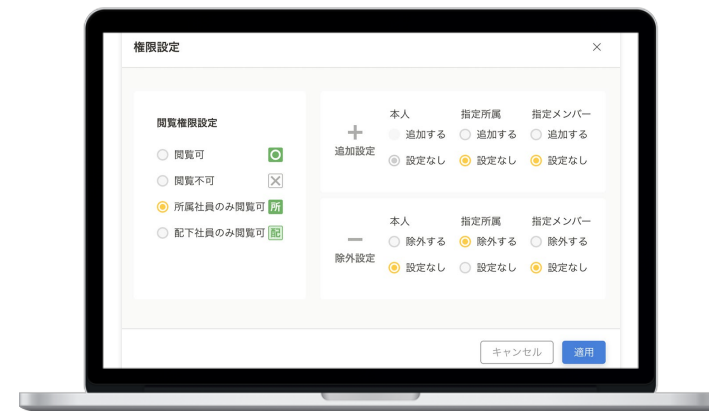 権限設定
閲覧権限設定
閲覧可
閲覧不可
所属社員のみ閲覧可 所
配下社員のみ閲覧可 配
追加設定
本人 指定所属 指定メンバー
追加する 追加する 追加する
設定なし 設定なし 設定なし
除外設定
本人 指定所属 指定メンバー
除外する 除外する 除外する
設定なし 設定なし 設定なし
キャンセル 適用